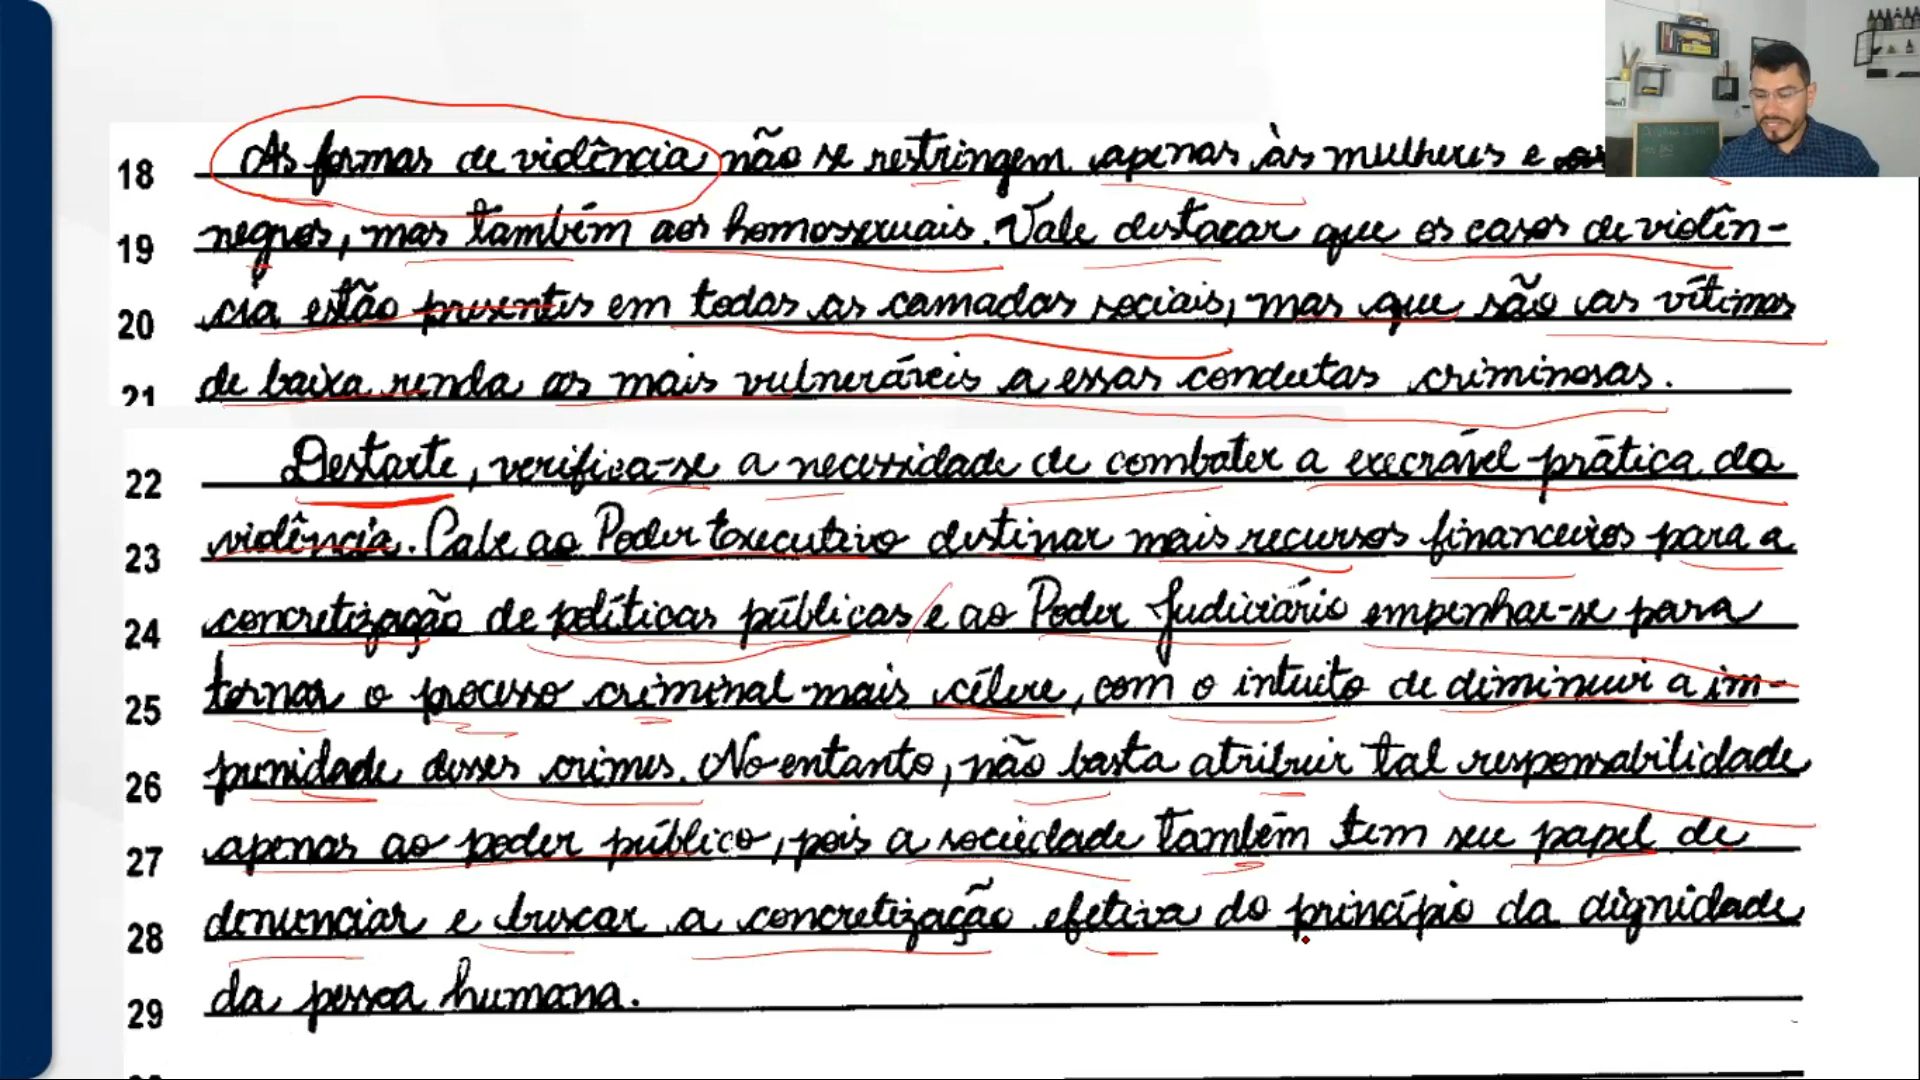 18 As formas de violência não se restringem apenas às mulheres e
19 negros, mas também aos homossexuais. Vale destacar que os casos de violên-
20 cia estão presentes em todas as camadas sociais, mas que são as vítimas
21 de baixa renda as mais vulneráveis a essas condutas criminosas.
22 Destarte, verifica-se a necessidade de combater a execrável prática da
23 violência. Cabe ao Poder Executivo destinar mais recursos financeiros para a
24 concretização de políticas públicas e ao Poder Judiciário empenhar-se para
25 tornar o processo criminal mais célere, com o intuito de diminuir a im-
26 punidade desses crimes. No entanto, não basta atribuir tal responsabilidade
27 apenas ao poder público, pois a sociedade também tem seu papel de
28 denunciar e buscar a concretização efetiva do princípio da dignidade
29 da pessoa humana.